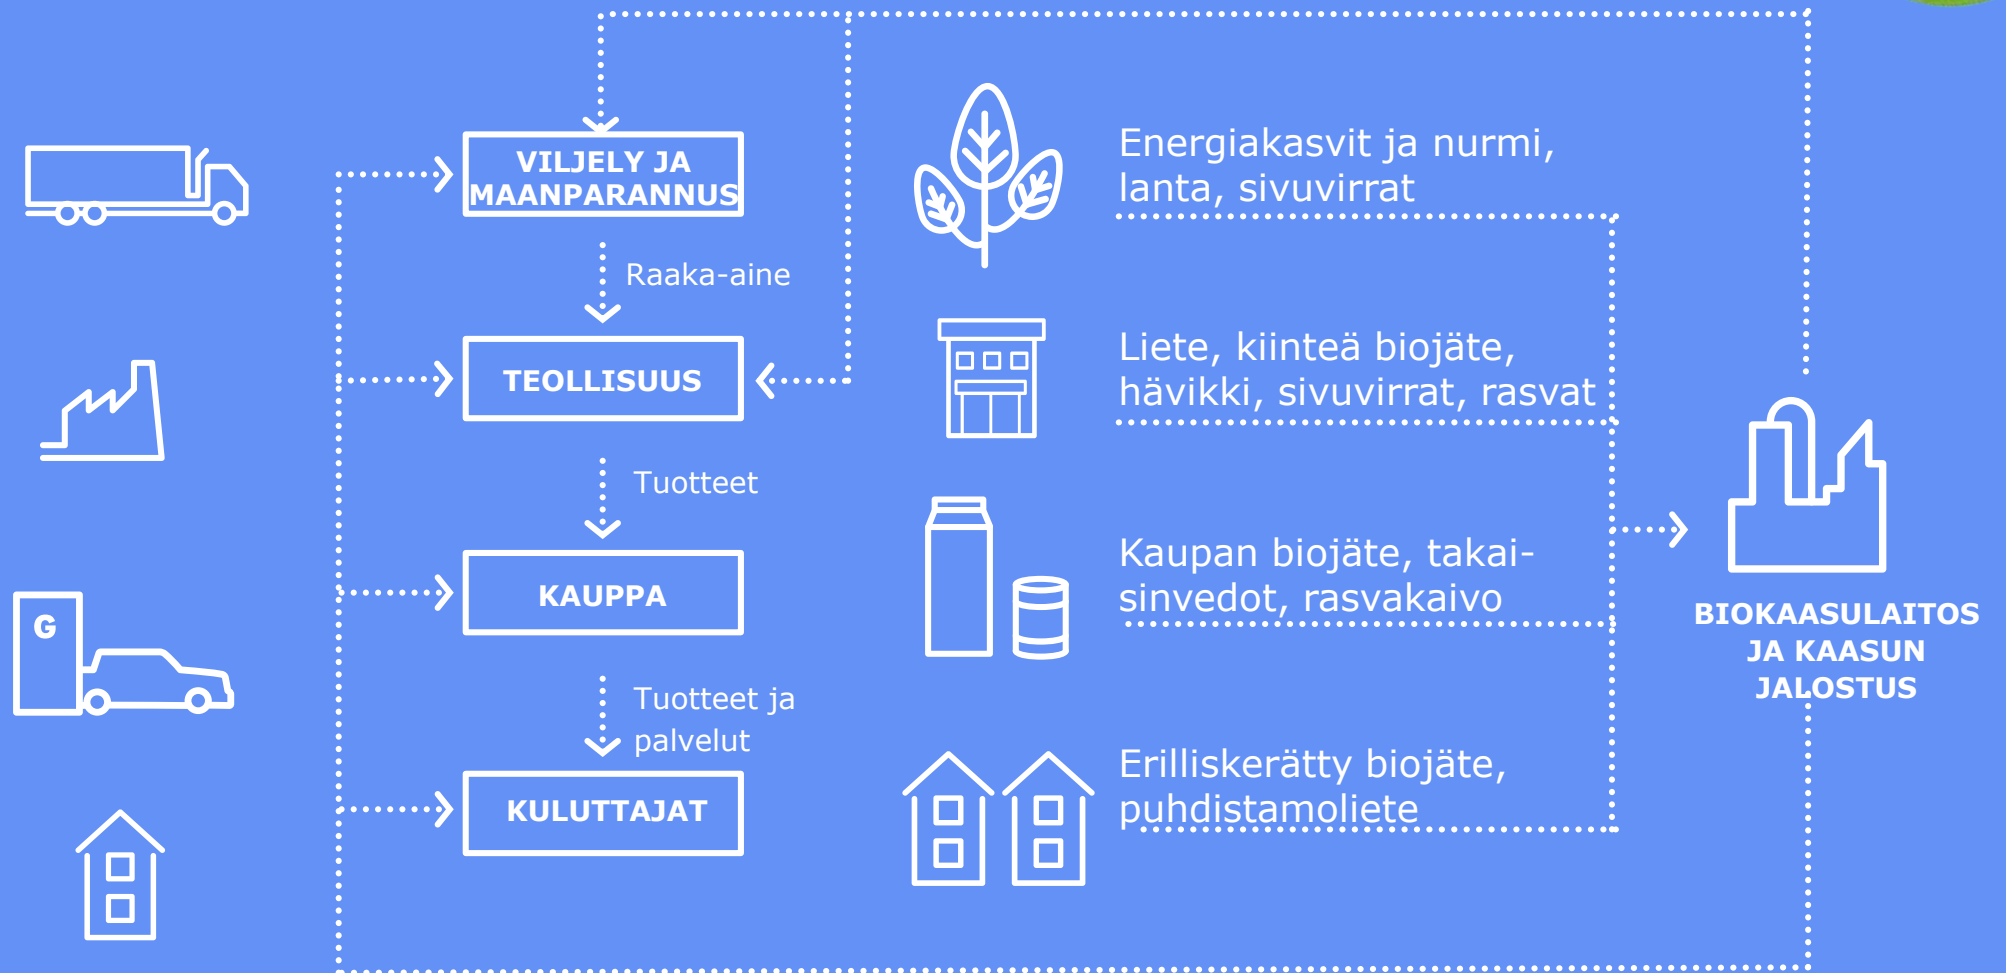 VILJELY JA
MAANPARANNUS
Raaka-aine
TEOLLISUUS
Tuotteet
KAUPPA
Tuotteet ja
palvelut
KULUTTAJAT
G
Energiakasvit ja nurmi,
lanta, sivuvirrat
Liete, kiinteä biojäte,
hävikki, sivuvirrat, rasvat
Kaupan biojäte, takai-
sinvedot, rasvakaivo
Erilliskerätty biojäte,
puhdistamoliete
BIOKAASULAITOS
JA KAASUN
JALOSTUS